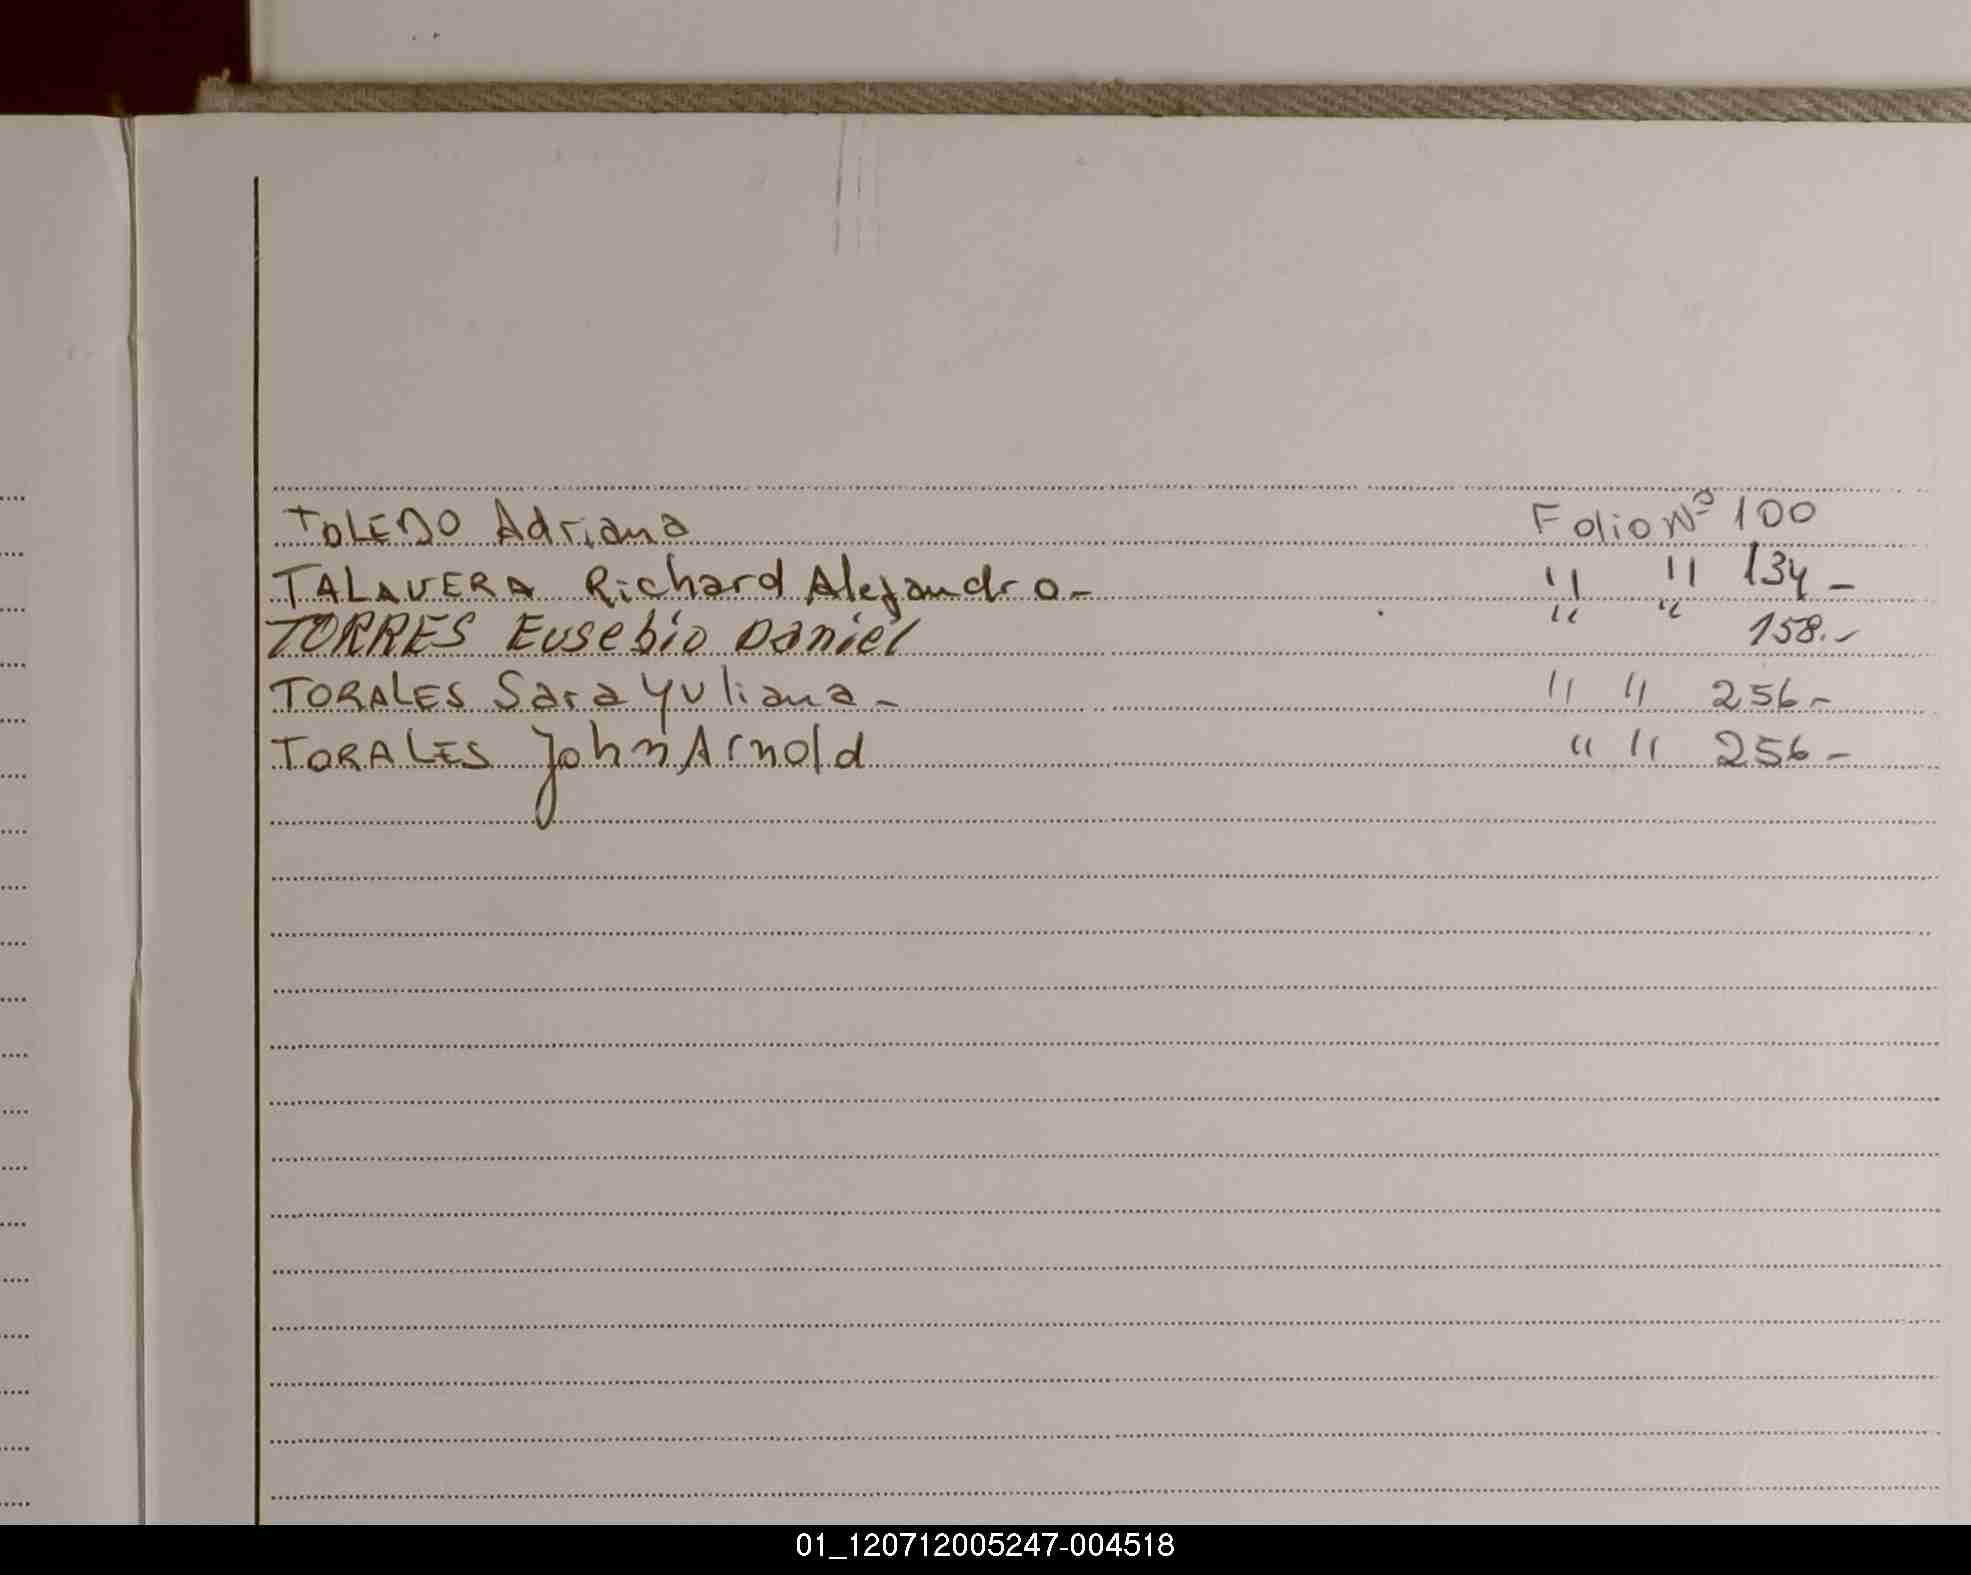 TOLEDO Adriana Folio Nº 100
TALAVERA Richard Alejandro- " " 134-
TORRES Eusebio Daniel " " 158.-
TORALES Sara Yuliana- " " 256-
TORALES John Arnold " " 256-
01_120712005247-004518